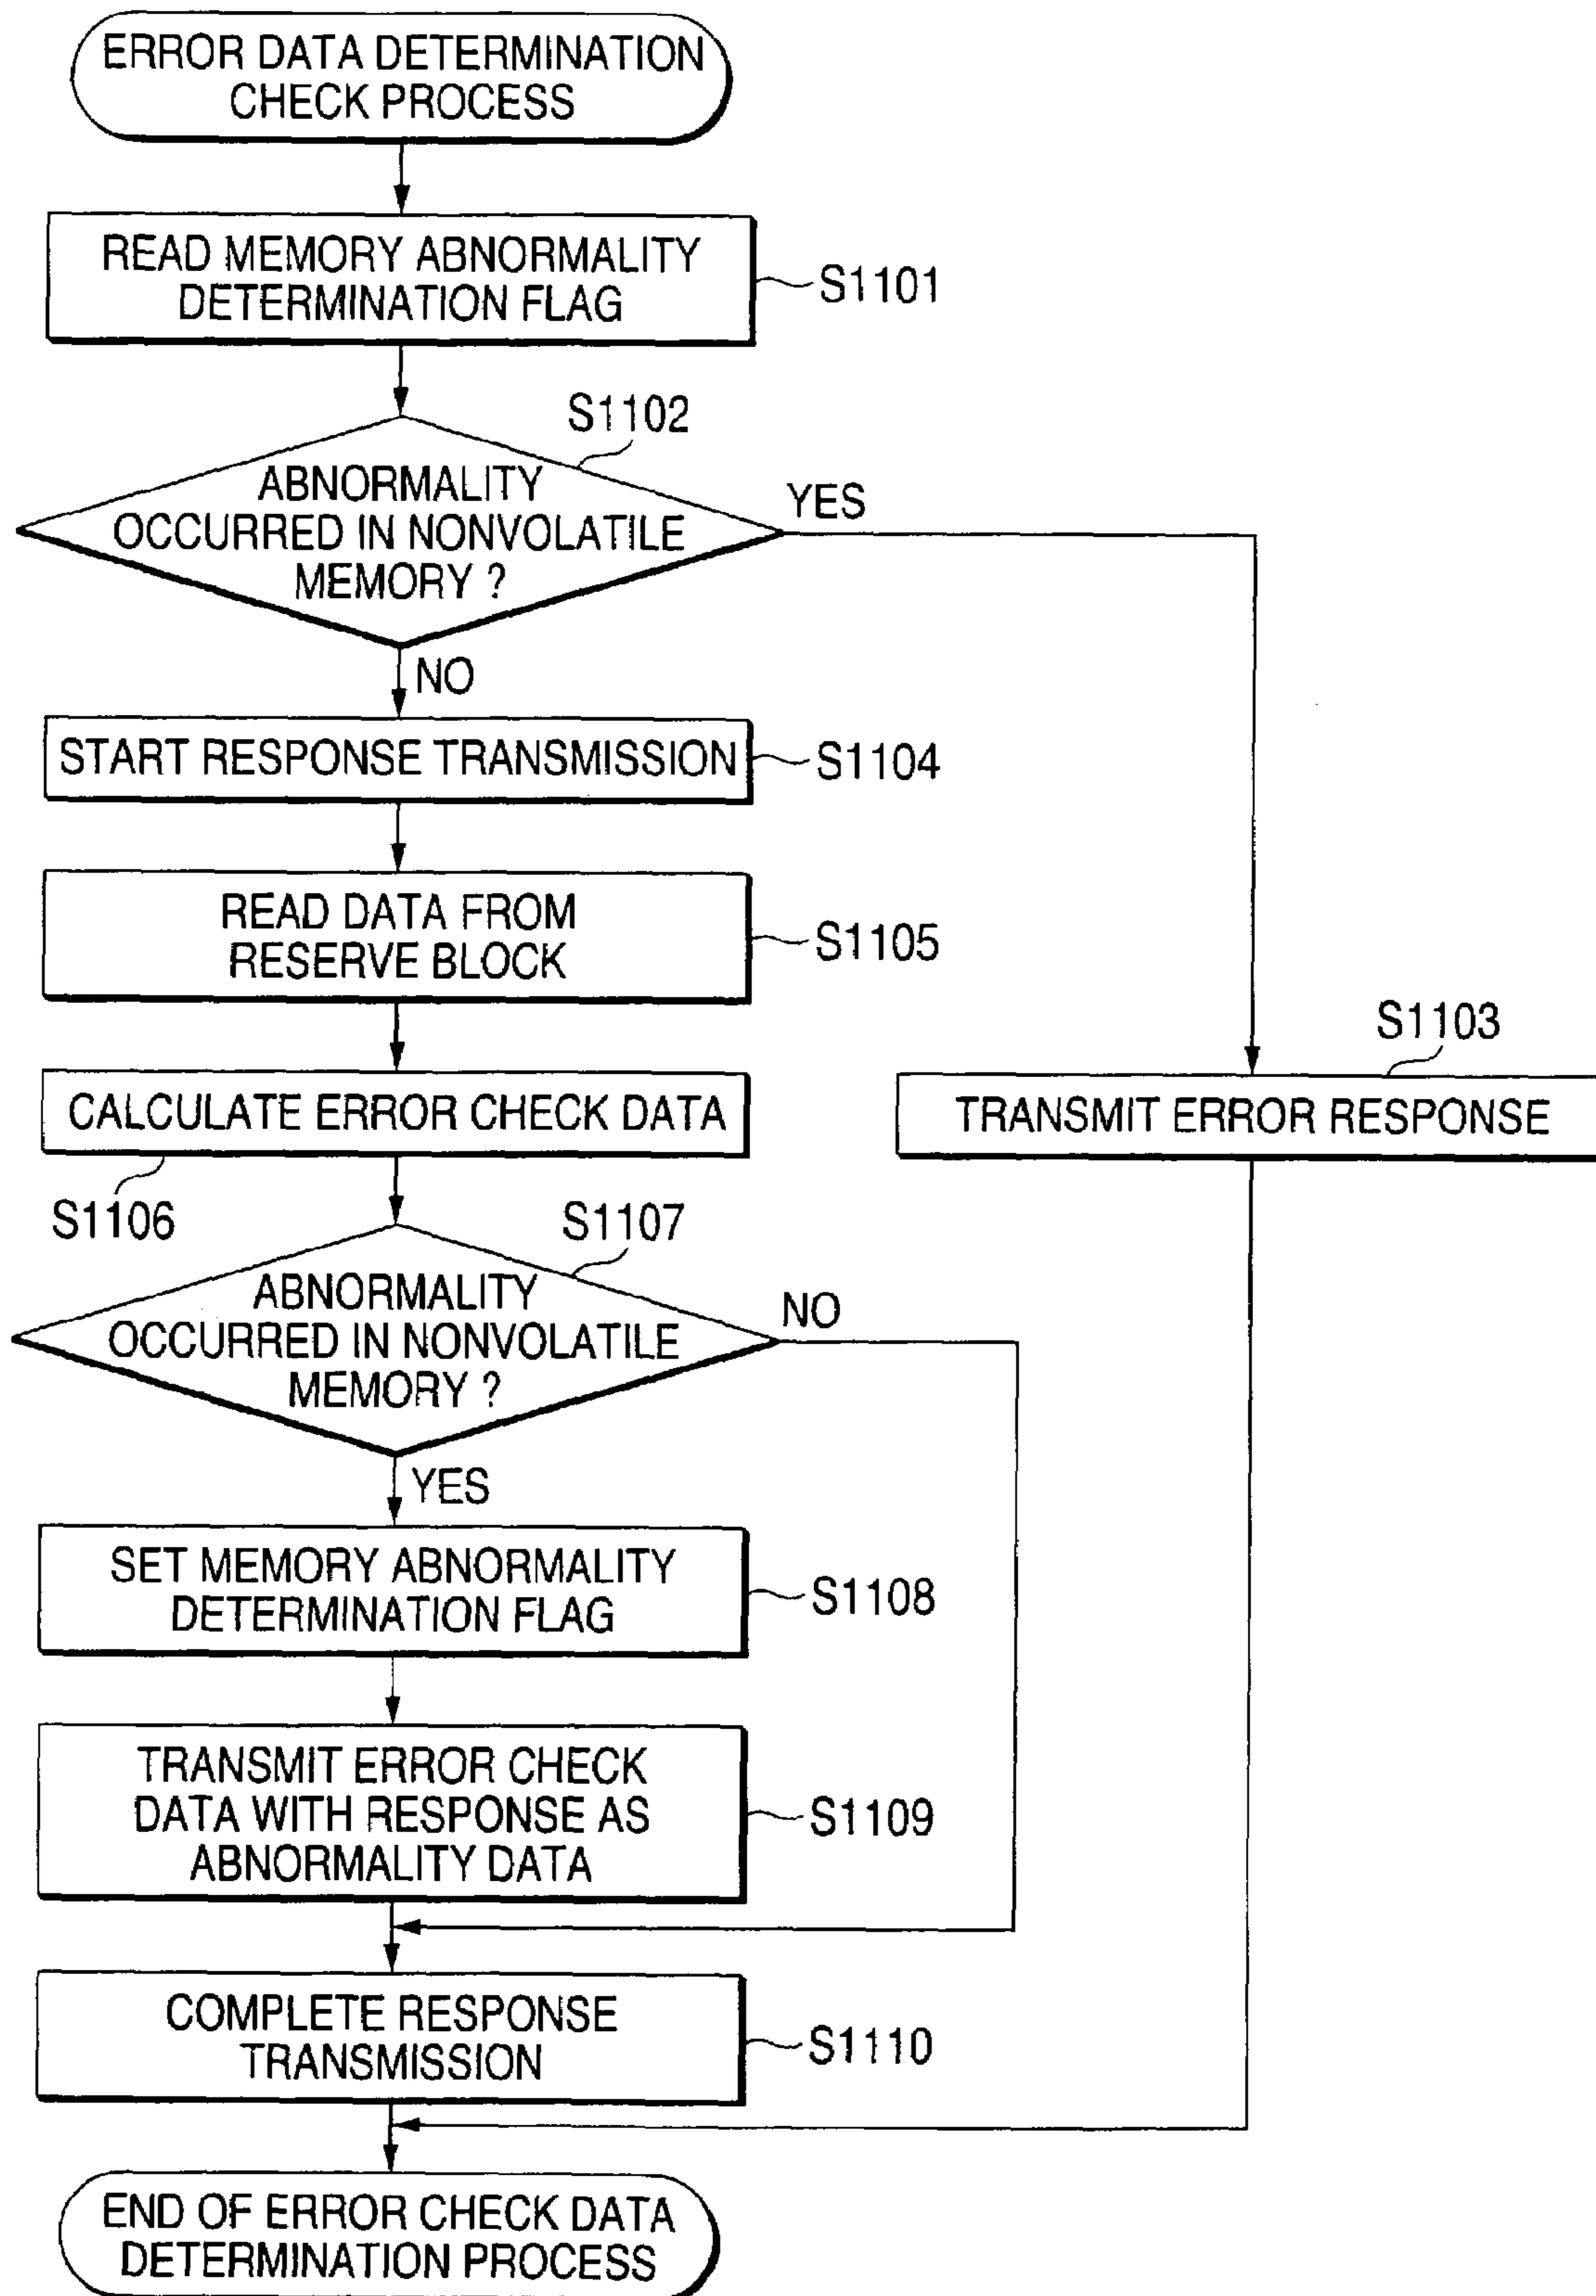 ERROR DATA DETERMINATION
CHECK PROCESS
READ MEMORY ABNORMALITY
DETERMINATION FLAG
S1101
S1102
ABNORMALITY
OCCURRED IN NONVOLATILE
MEMORY ?
YES
NO
START RESPONSE TRANSMISSION
S1104
READ DATA FROM
RESERVE BLOCK
S1105
S1103
CALCULATE ERROR CHECK DATA
TRANSMIT ERROR RESPONSE
S1106
S1107
ABNORMALITY
OCCURRED IN NONVOLATILE
MEMORY ?
NO
YES
SET MEMORY ABNORMALITY
DETERMINATION FLAG
S1108
TRANSMIT ERROR CHECK
DATA WITH RESPONSE AS
ABNORMALITY DATA
S1109
COMPLETE RESPONSE
TRANSMISSION
S1110
END OF ERROR CHECK DATA
DETERMINATION PROCESS